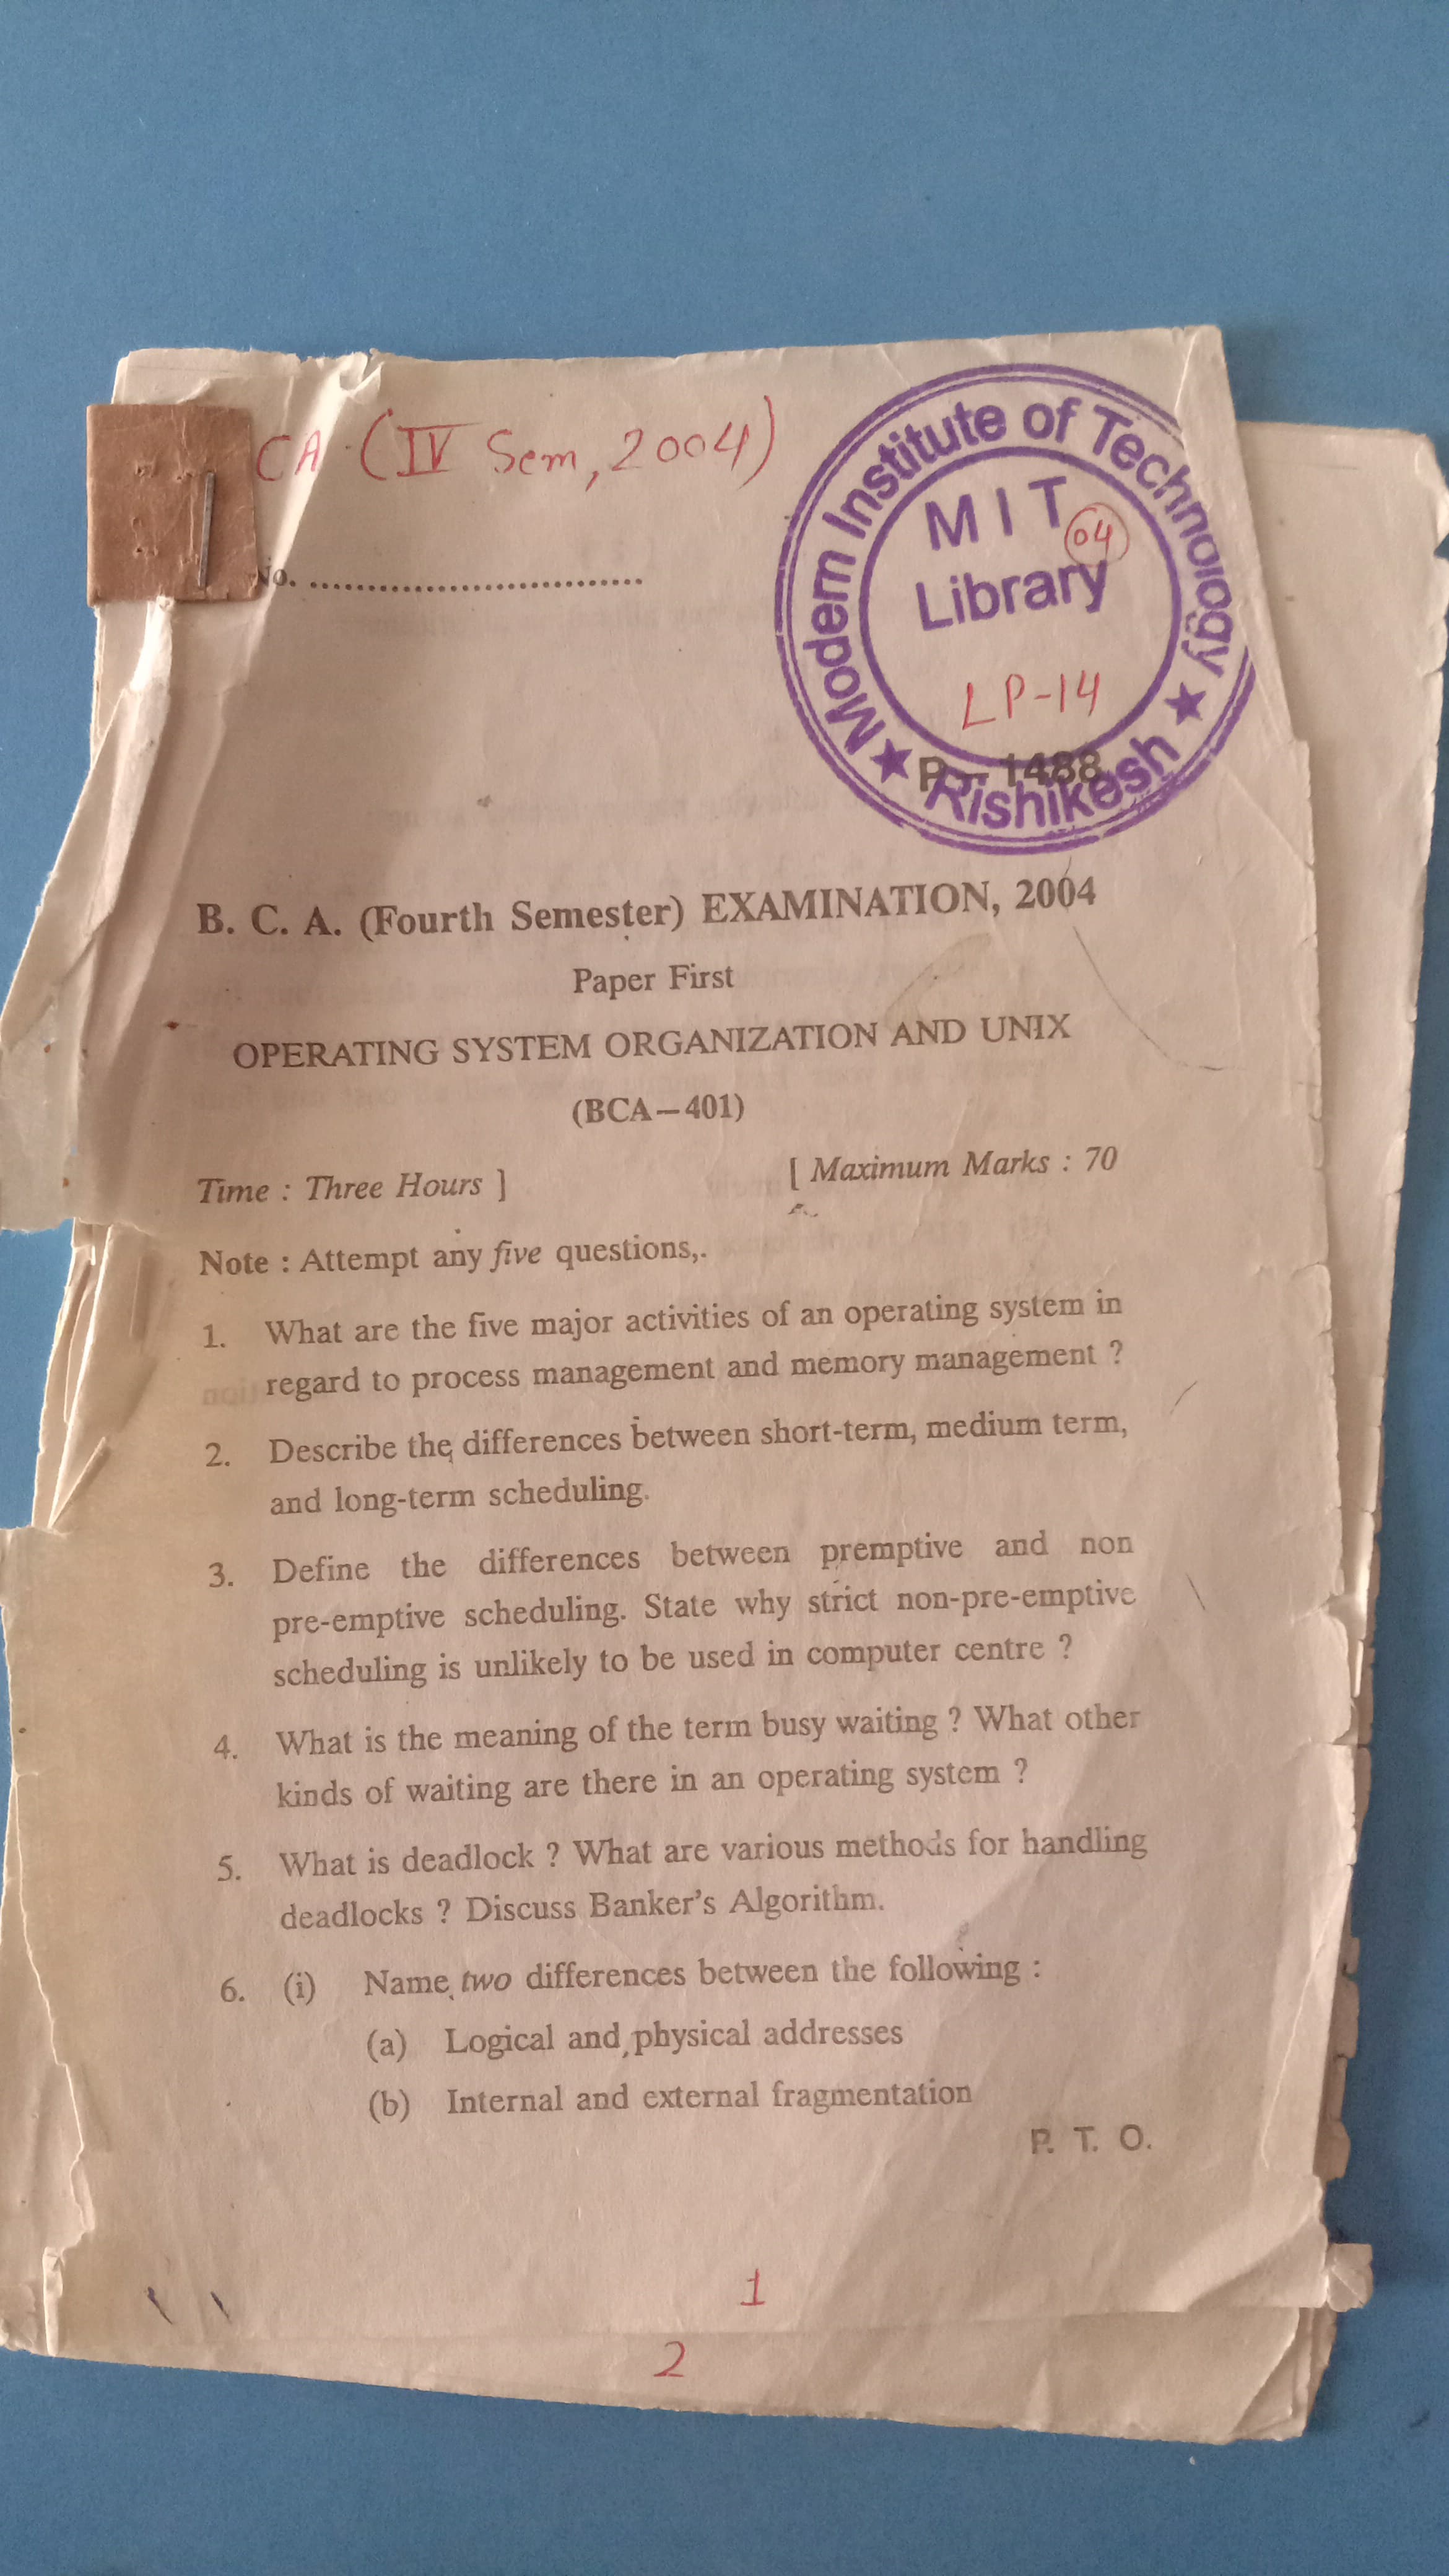 CA (IV Sem, 2004)
No. ..............................
Modern Institute of Technology
MIT
04
Library
LP-14
★ Rishikesh ★
P—1488
B. C. A. (Fourth Semester) EXAMINATION, 2004
Paper First
OPERATING SYSTEM ORGANIZATION AND UNIX
(BCA—401)
Time : Three Hours ] [ Maximum Marks : 70
Note : Attempt any five questions,.
1. What are the five major activities of an operating system in
regard to process management and memory management ?
2. Describe the differences between short-term, medium term,
and long-term scheduling.
3. Define the differences between premptive and non
pre-emptive scheduling. State why strict non-pre-emptive
scheduling is unlikely to be used in computer centre ?
4. What is the meaning of the term busy waiting ? What other
kinds of waiting are there in an operating system ?
5. What is deadlock ? What are various methods for handling
deadlocks ? Discuss Banker's Algorithm.
6. (i) Name two differences between the following :
(a) Logical and physical addresses
(b) Internal and external fragmentation
P. T. O.
1
2